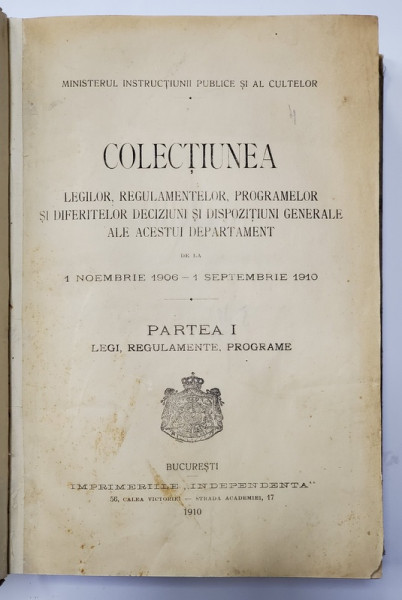 MINISTERUL INSTRUCȚIUNII PUBLICE ȘI AL CULTELOR
COLECȚIUNEA
LEGILOR, REGULAMENTELOR, PROGRAMELOR
ȘI DIFERITELOR DECIZIUNI ȘI DISPOZIȚIUNI GENERALE
ALE ACESTUI DEPARTAMENT
DE LA
1 NOEMBRIE 1906 – 1 SEPTEMBRIE 1910
PARTEA I
LEGI, REGULAMENTE, PROGRAME
BUCUREȘTI
IMPRIMERIILE „INDEPENDENTA"
56, CALEA VICTORIEI — STRADA ACADEMIEI, 17
1910